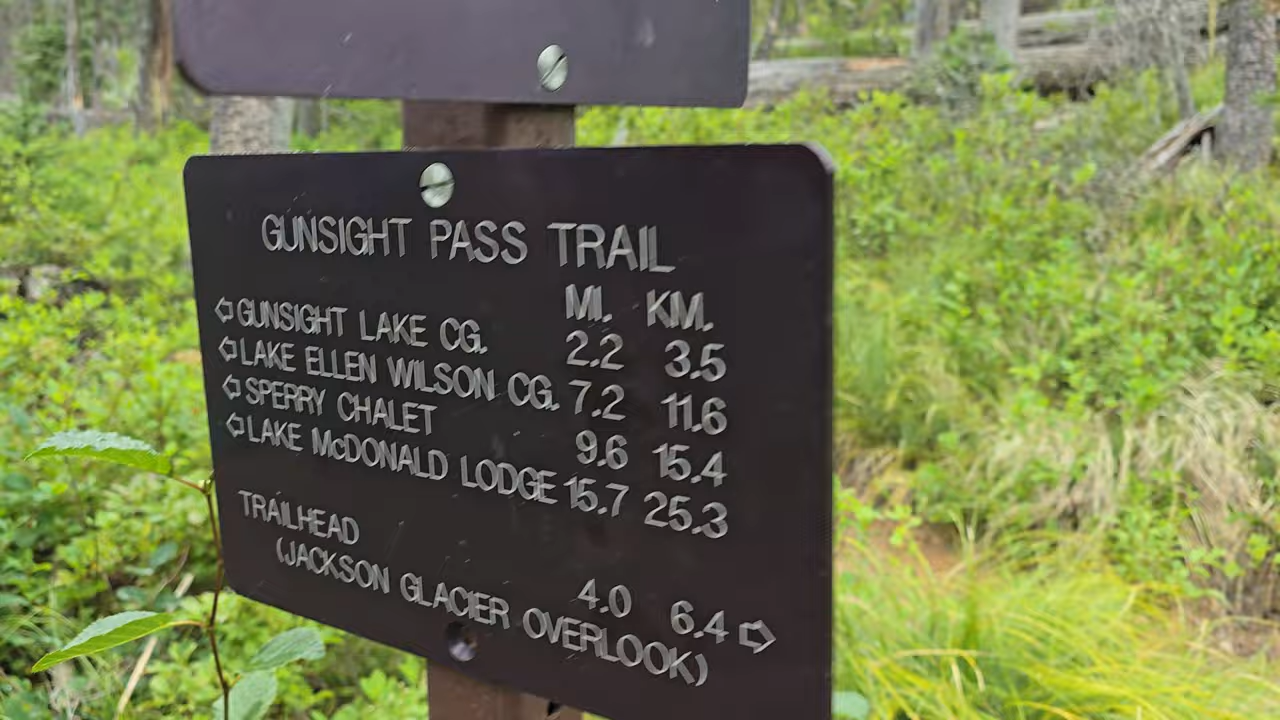 GUNSIGHT PASS TRAIL
MI. KM.
⇦ GUNSIGHT LAKE CG. 2.2 3.5
⇦ LAKE ELLEN WILSON CG. 7.2 11.6
⇦ SPERRY CHALET 9.6 15.4
⇦ LAKE McDONALD LODGE 15.7 25.3
TRAILHEAD
(JACKSON GLACIER OVERLOOK) 4.0 6.4 ⇨